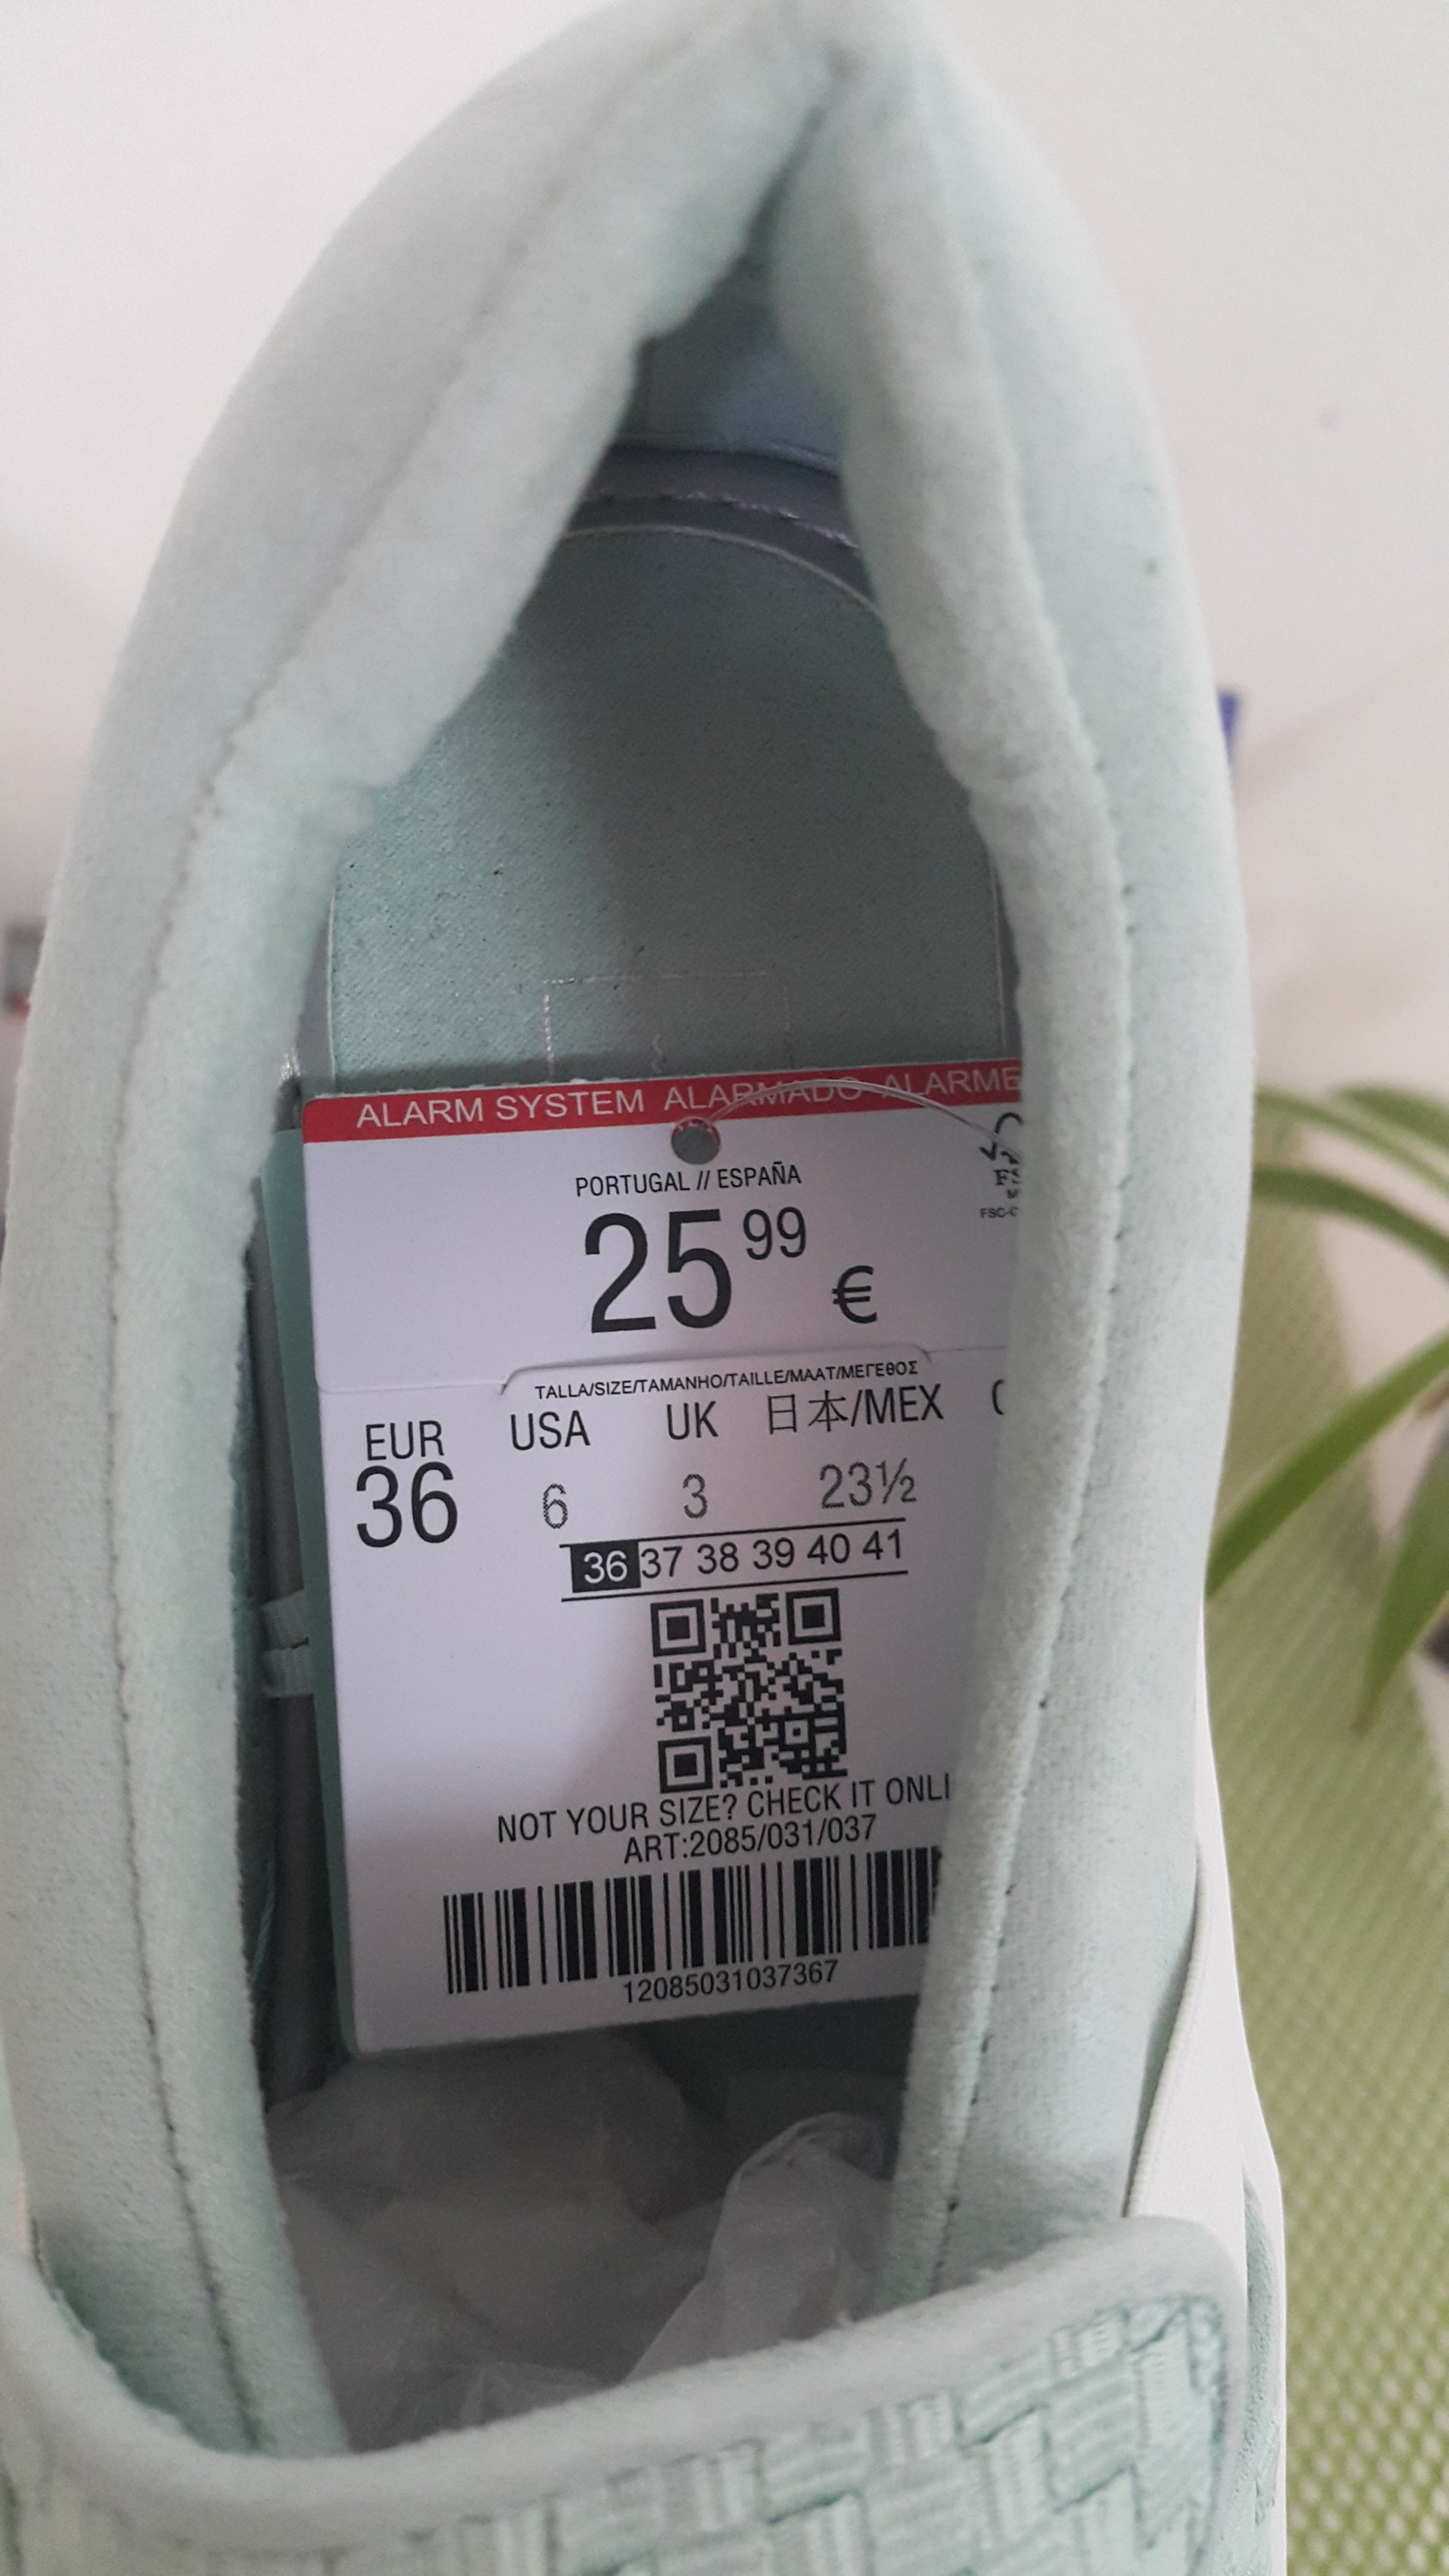 ALARM SYSTEM ALARMADO ALARME
PORTUGAL // ESPAÑA
25 99 €
TALLA/SIZE/TAMANHO/TAILLE/MAAT/ΜΕΓΕΘΟΣ
EUR USA UK 日本/MEX
36 6 3 23½
36 37 38 39 40 41
NOT YOUR SIZE? CHECK IT ONLI
ART:2085/031/037
12085031037367